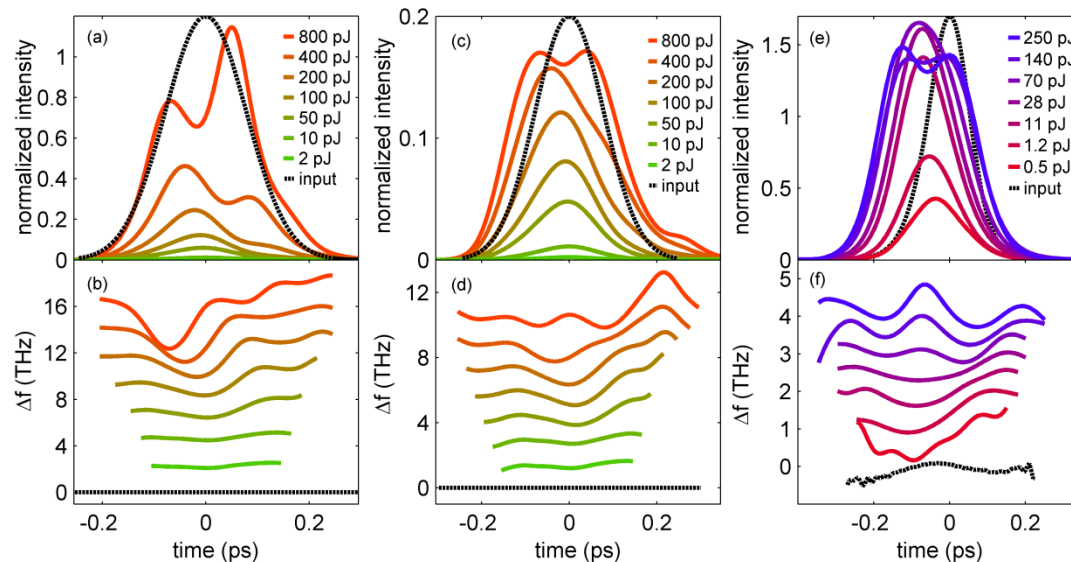 (a)
normalized intensity
1
0.8
0.6
0.4
0.2
0
800 pJ
400 pJ
200 pJ
100 pJ
50 pJ
10 pJ
2 pJ
input
(c)
normalized intensity
0.2
0.1
0
800 pJ
400 pJ
200 pJ
100 pJ
50 pJ
10 pJ
2 pJ
input
(e)
normalized intensity
1.5
1
0.5
0
250 pJ
140 pJ
70 pJ
28 pJ
11 pJ
1.2 pJ
0.5 pJ
input
(b)
Δf (THz)
16
12
8
4
0
-0.2
0
0.2
time (ps)
(d)
Δf (THz)
12
8
4
0
-0.2
0
0.2
time (ps)
(f)
Δf (THz)
5
4
3
2
1
0
-0.2
0
0.2
time (ps)